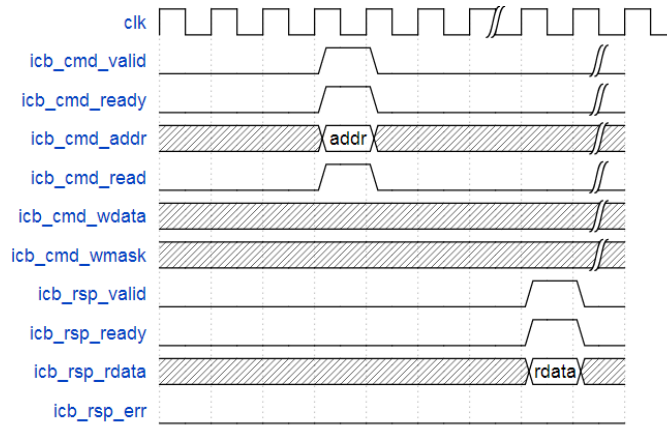 clk
icb_cmd_valid
icb_cmd_ready
icb_cmd_addr addr
icb_cmd_read
icb_cmd_wdata
icb_cmd_wmask
icb_rsp_valid
icb_rsp_ready
icb_rsp_rdata rdata
icb_rsp_err